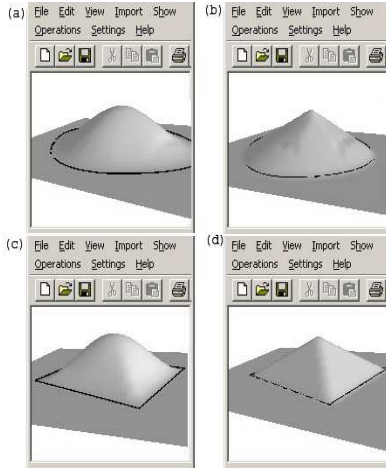 (a)
File Edit View Import Show
Operations Settings Help
(b)
File Edit View Import Show
Operations Settings Help
(c)
File Edit View Import Show
Operations Settings Help
(d)
File Edit View Import Show
Operations Settings Help